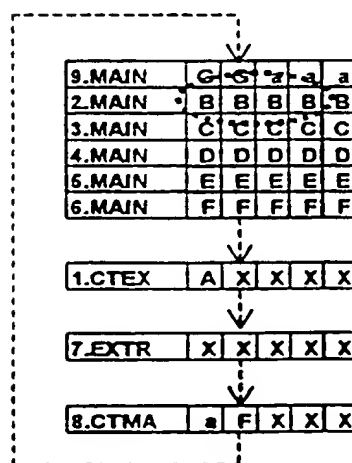 9.MAIN G G a a a
2.MAIN B B B B B
3.MAIN C C C C C
4.MAIN D D D D D
5.MAIN E E E E E
6.MAIN F F F F F
1.CTEX A X X X X
7.EXTR X X X X X
8.CTMA a F X X X